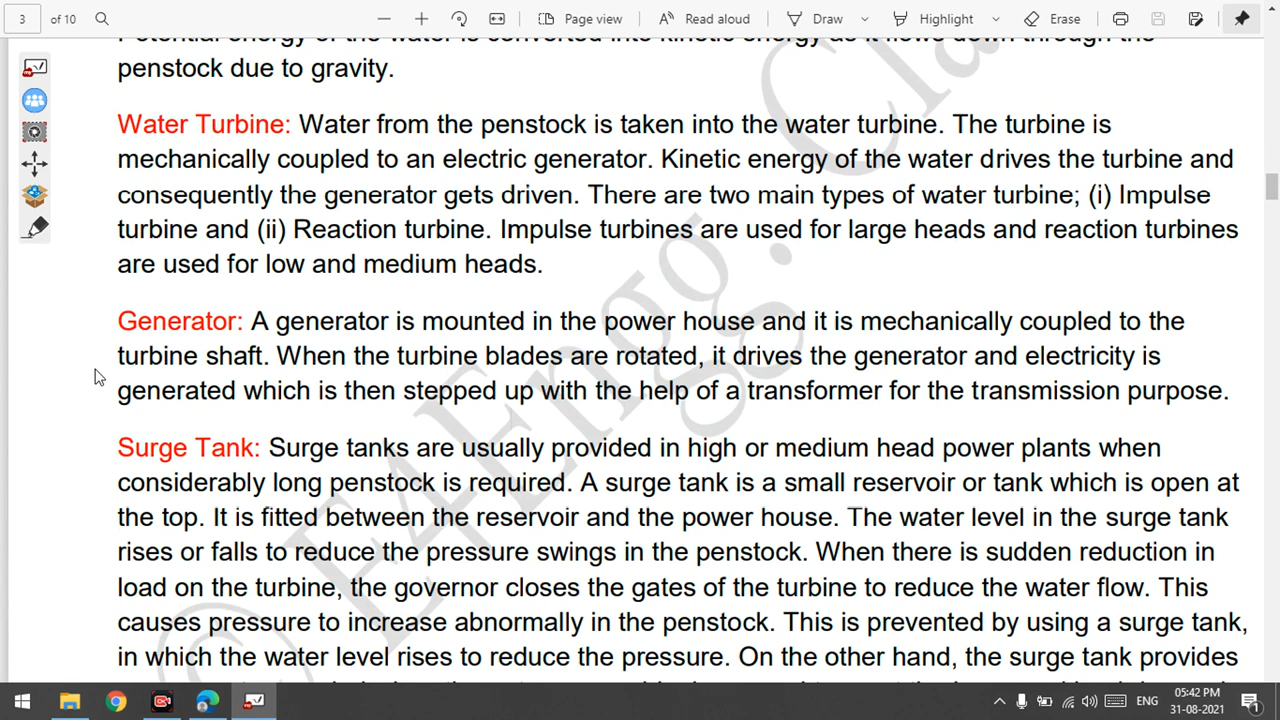 3 of 10 Page view Read aloud Draw Highlight Erase
penstock due to gravity.
Water Turbine: Water from the penstock is taken into the water turbine. The turbine is
mechanically coupled to an electric generator. Kinetic energy of the water drives the turbine and
consequently the generator gets driven. There are two main types of water turbine; (i) Impulse
turbine and (ii) Reaction turbine. Impulse turbines are used for large heads and reaction turbines
are used for low and medium heads.
Generator: A generator is mounted in the power house and it is mechanically coupled to the
turbine shaft. When the turbine blades are rotated, it drives the generator and electricity is
generated which is then stepped up with the help of a transformer for the transmission purpose.
Surge Tank: Surge tanks are usually provided in high or medium head power plants when
considerably long penstock is required. A surge tank is a small reservoir or tank which is open at
the top. It is fitted between the reservoir and the power house. The water level in the surge tank
rises or falls to reduce the pressure swings in the penstock. When there is sudden reduction in
load on the turbine, the governor closes the gates of the turbine to reduce the water flow. This
causes pressure to increase abnormally in the penstock. This is prevented by using a surge tank,
in which the water level rises to reduce the pressure. On the other hand, the surge tank provides
© E4Engg. Cla
ENG
05:42 PM
31-08-2021